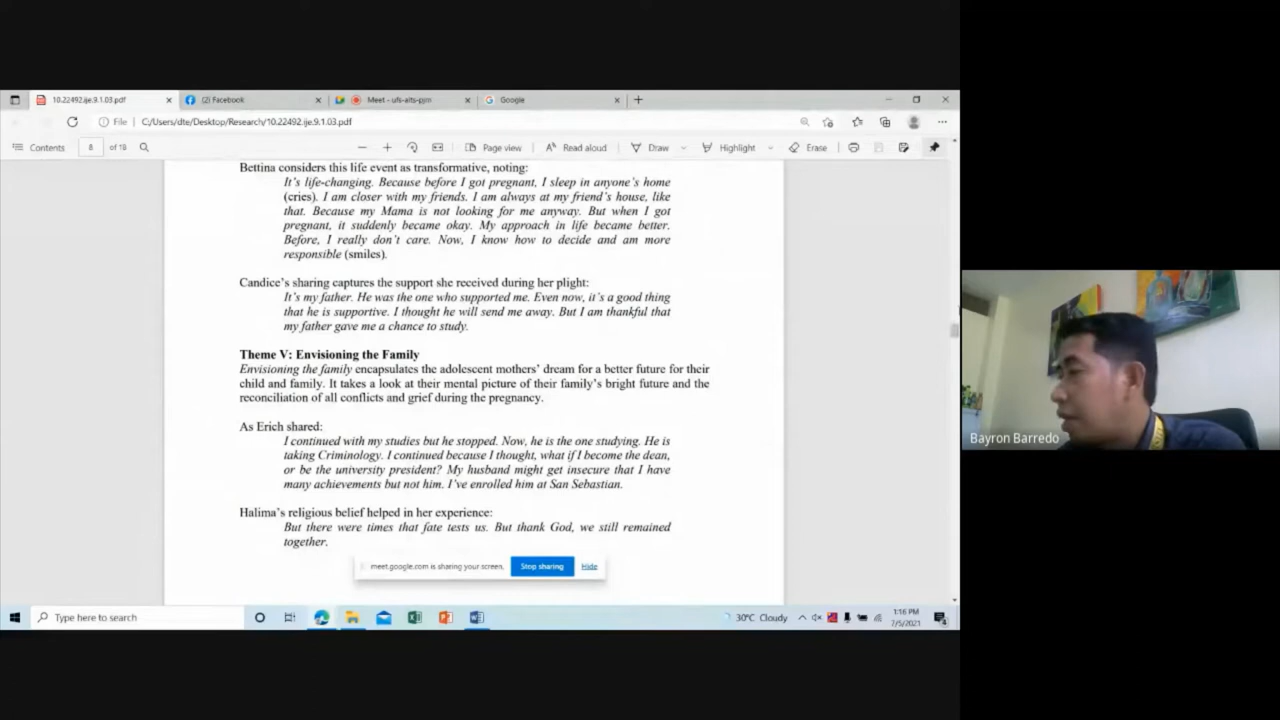 10.22492.ije.9.1.03.pdf
(2) Facebook
Meet - ufs-aits-pjm
Google
File
C:/Users/dte/Desktop/Research/10.22492.ije.9.1.03.pdf
Contents
8 of 18
Page view
Read aloud
Draw
Highlight
Erase
Bettina considers this life event as transformative, noting:
It's life-changing. Because before I got pregnant, I sleep in anyone's home
(cries). I am closer with my friends. I am always at my friend's house, like
that. Because my Mama is not looking for me anyway. But when I got
pregnant, it suddenly became okay. My approach in life became better.
Before, I really don't care. Now, I know how to decide and am more
responsible (smiles).
Candice's sharing captures the support she received during her plight:
It's my father. He was the one who supported me. Even now, it's a good thing
that he is supportive. I thought he will send me away. But I am thankful that
my father gave me a chance to study.
Theme V: Envisioning the Family
Envisioning the family encapsulates the adolescent mothers' dream for a better future for their
child and family. It takes a look at their mental picture of their family's bright future and the
reconciliation of all conflicts and grief during the pregnancy.
As Erich shared:
I continued with my studies but he stopped. Now, he is the one studying. He is
taking Criminology. I continued because I thought, what if I become the dean,
or be the university president? My husband might get insecure that I have
many achievements but not him. I've enrolled him at San Sebastian.
Halima's religious belief helped in her experience:
But there were times that fate tests us. But thank God, we still remained
together.
meet.google.com is sharing your screen.
Stop sharing
Hide
Type here to search
30°C Cloudy
1:16 PM
7/5/2021
Bayron Barredo